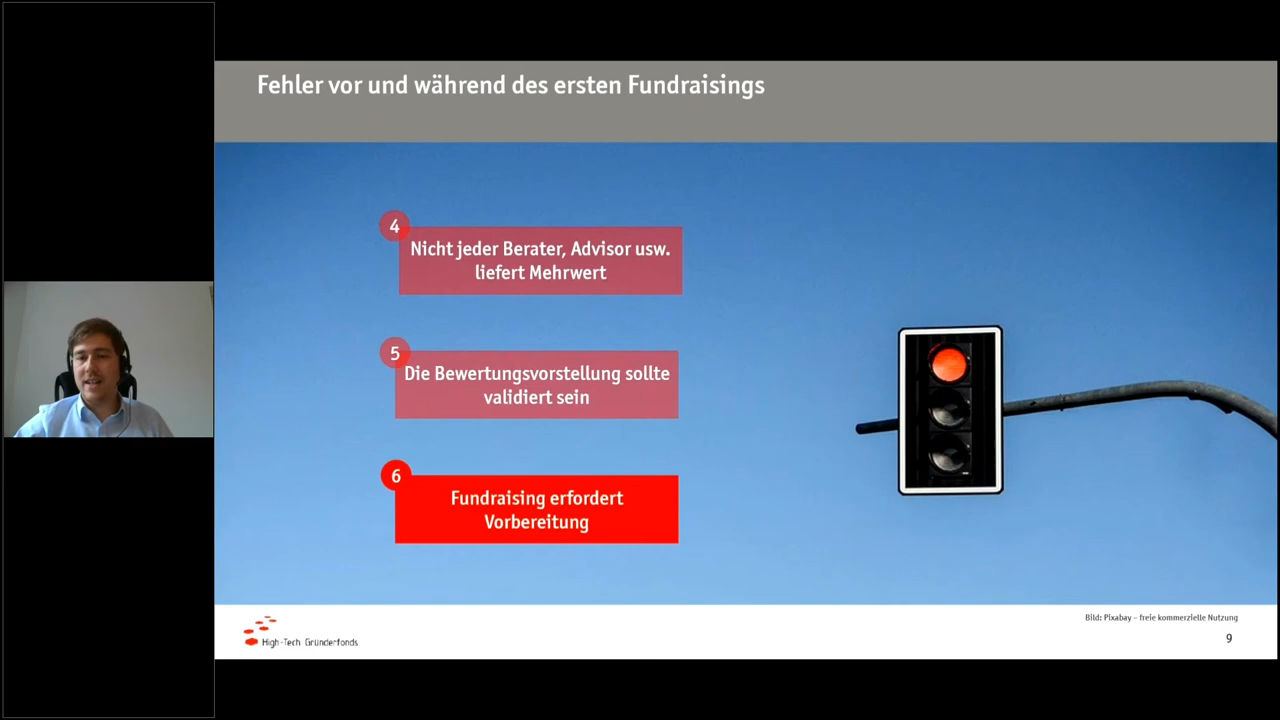 Fehler vor und während des ersten Fundraisings
4
Nicht jeder Berater, Advisor usw.
liefert Mehrwert
5
Die Bewertungsvorstellung sollte
validiert sein
6
Fundraising erfordert
Vorbereitung
High-Tech Gründerfonds
Bild: Pixabay – freie kommerzielle Nutzung
9